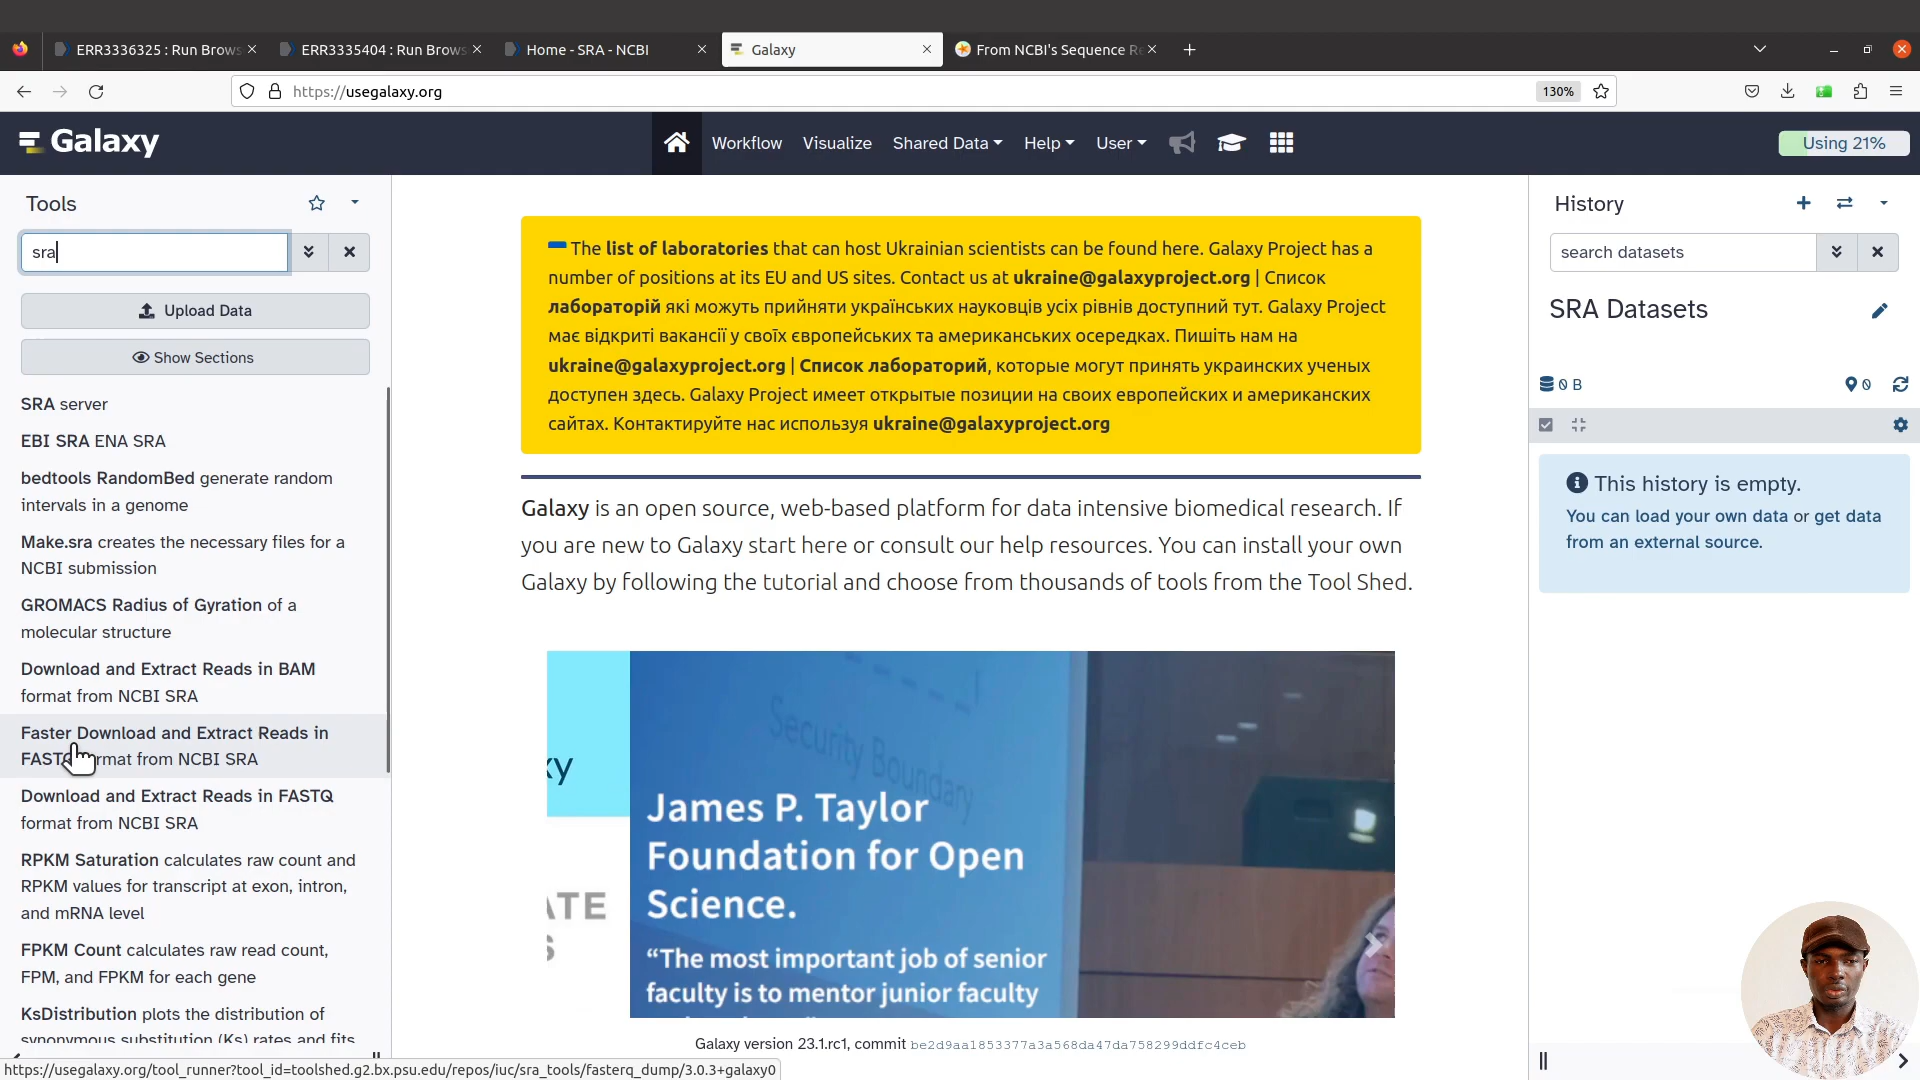 ERR3336325 : Run Brows
ERR3335404 : Run Brows
Home - SRA - NCBI
Galaxy
From NCBI's Sequence Re
https://usegalaxy.org
130%
Galaxy
Workflow
Visualize
Shared Data
Help
User
Using 21%
Tools
sra
Upload Data
Show Sections
SRA server
EBI SRA ENA SRA
bedtools RandomBed generate random
intervals in a genome
Make.sra creates the necessary files for a
NCBI submission
GROMACS Radius of Gyration of a
molecular structure
Download and Extract Reads in BAM
format from NCBI SRA
Faster Download and Extract Reads in
format from NCBI SRA
Download and Extract Reads in FASTQ
format from NCBI SRA
RPKM Saturation calculates raw count and
RPKM values for transcript at exon, intron,
and mRNA level
FPKM Count calculates raw read count,
FPM, and FPKM for each gene
KsDistribution plots the distribution of
synonymous substitution (Ks) rates and fits
The list of laboratories that can host Ukrainian scientists can be found here. Galaxy Project has a
number of positions at its EU and US sites. Contact us at ukraine@galaxyproject.org | Список
лабораторій які можуть прийняти українських науковців усіх рівнів доступний тут. Galaxy Project
має відкриті вакансії у своїх європейських та американських осередках. Пишіть нам на
ukraine@galaxyproject.org | Список лабораторий, которые могут принять украинских ученых
доступен здесь. Galaxy Project имеет открытые позиции на своих европейских и американских
сайтах. Контактируйте нас используя ukraine@galaxyproject.org
Galaxy is an open source, web-based platform for data intensive biomedical research. If
you are new to Galaxy start here or consult our help resources. You can install your own
Galaxy by following the tutorial and choose from thousands of tools from the Tool Shed.
Security Boundary
James P. Taylor
Foundation for Open
Science.
“The most important job of senior
faculty is to mentor junior faculty
Galaxy version 23.1.rc1, commit be2d9aa1853377a3a568da47da758299ddfc4ceb
History
search datasets
SRA Datasets
0 B
0
This history is empty.
You can load your own data or get data
from an external source.
https://usegalaxy.org/tool_runner?tool_id=toolshed.g2.bx.psu.edu/repos/iuc/sra_tools/fasterq_dump/3.0.3+galaxy0